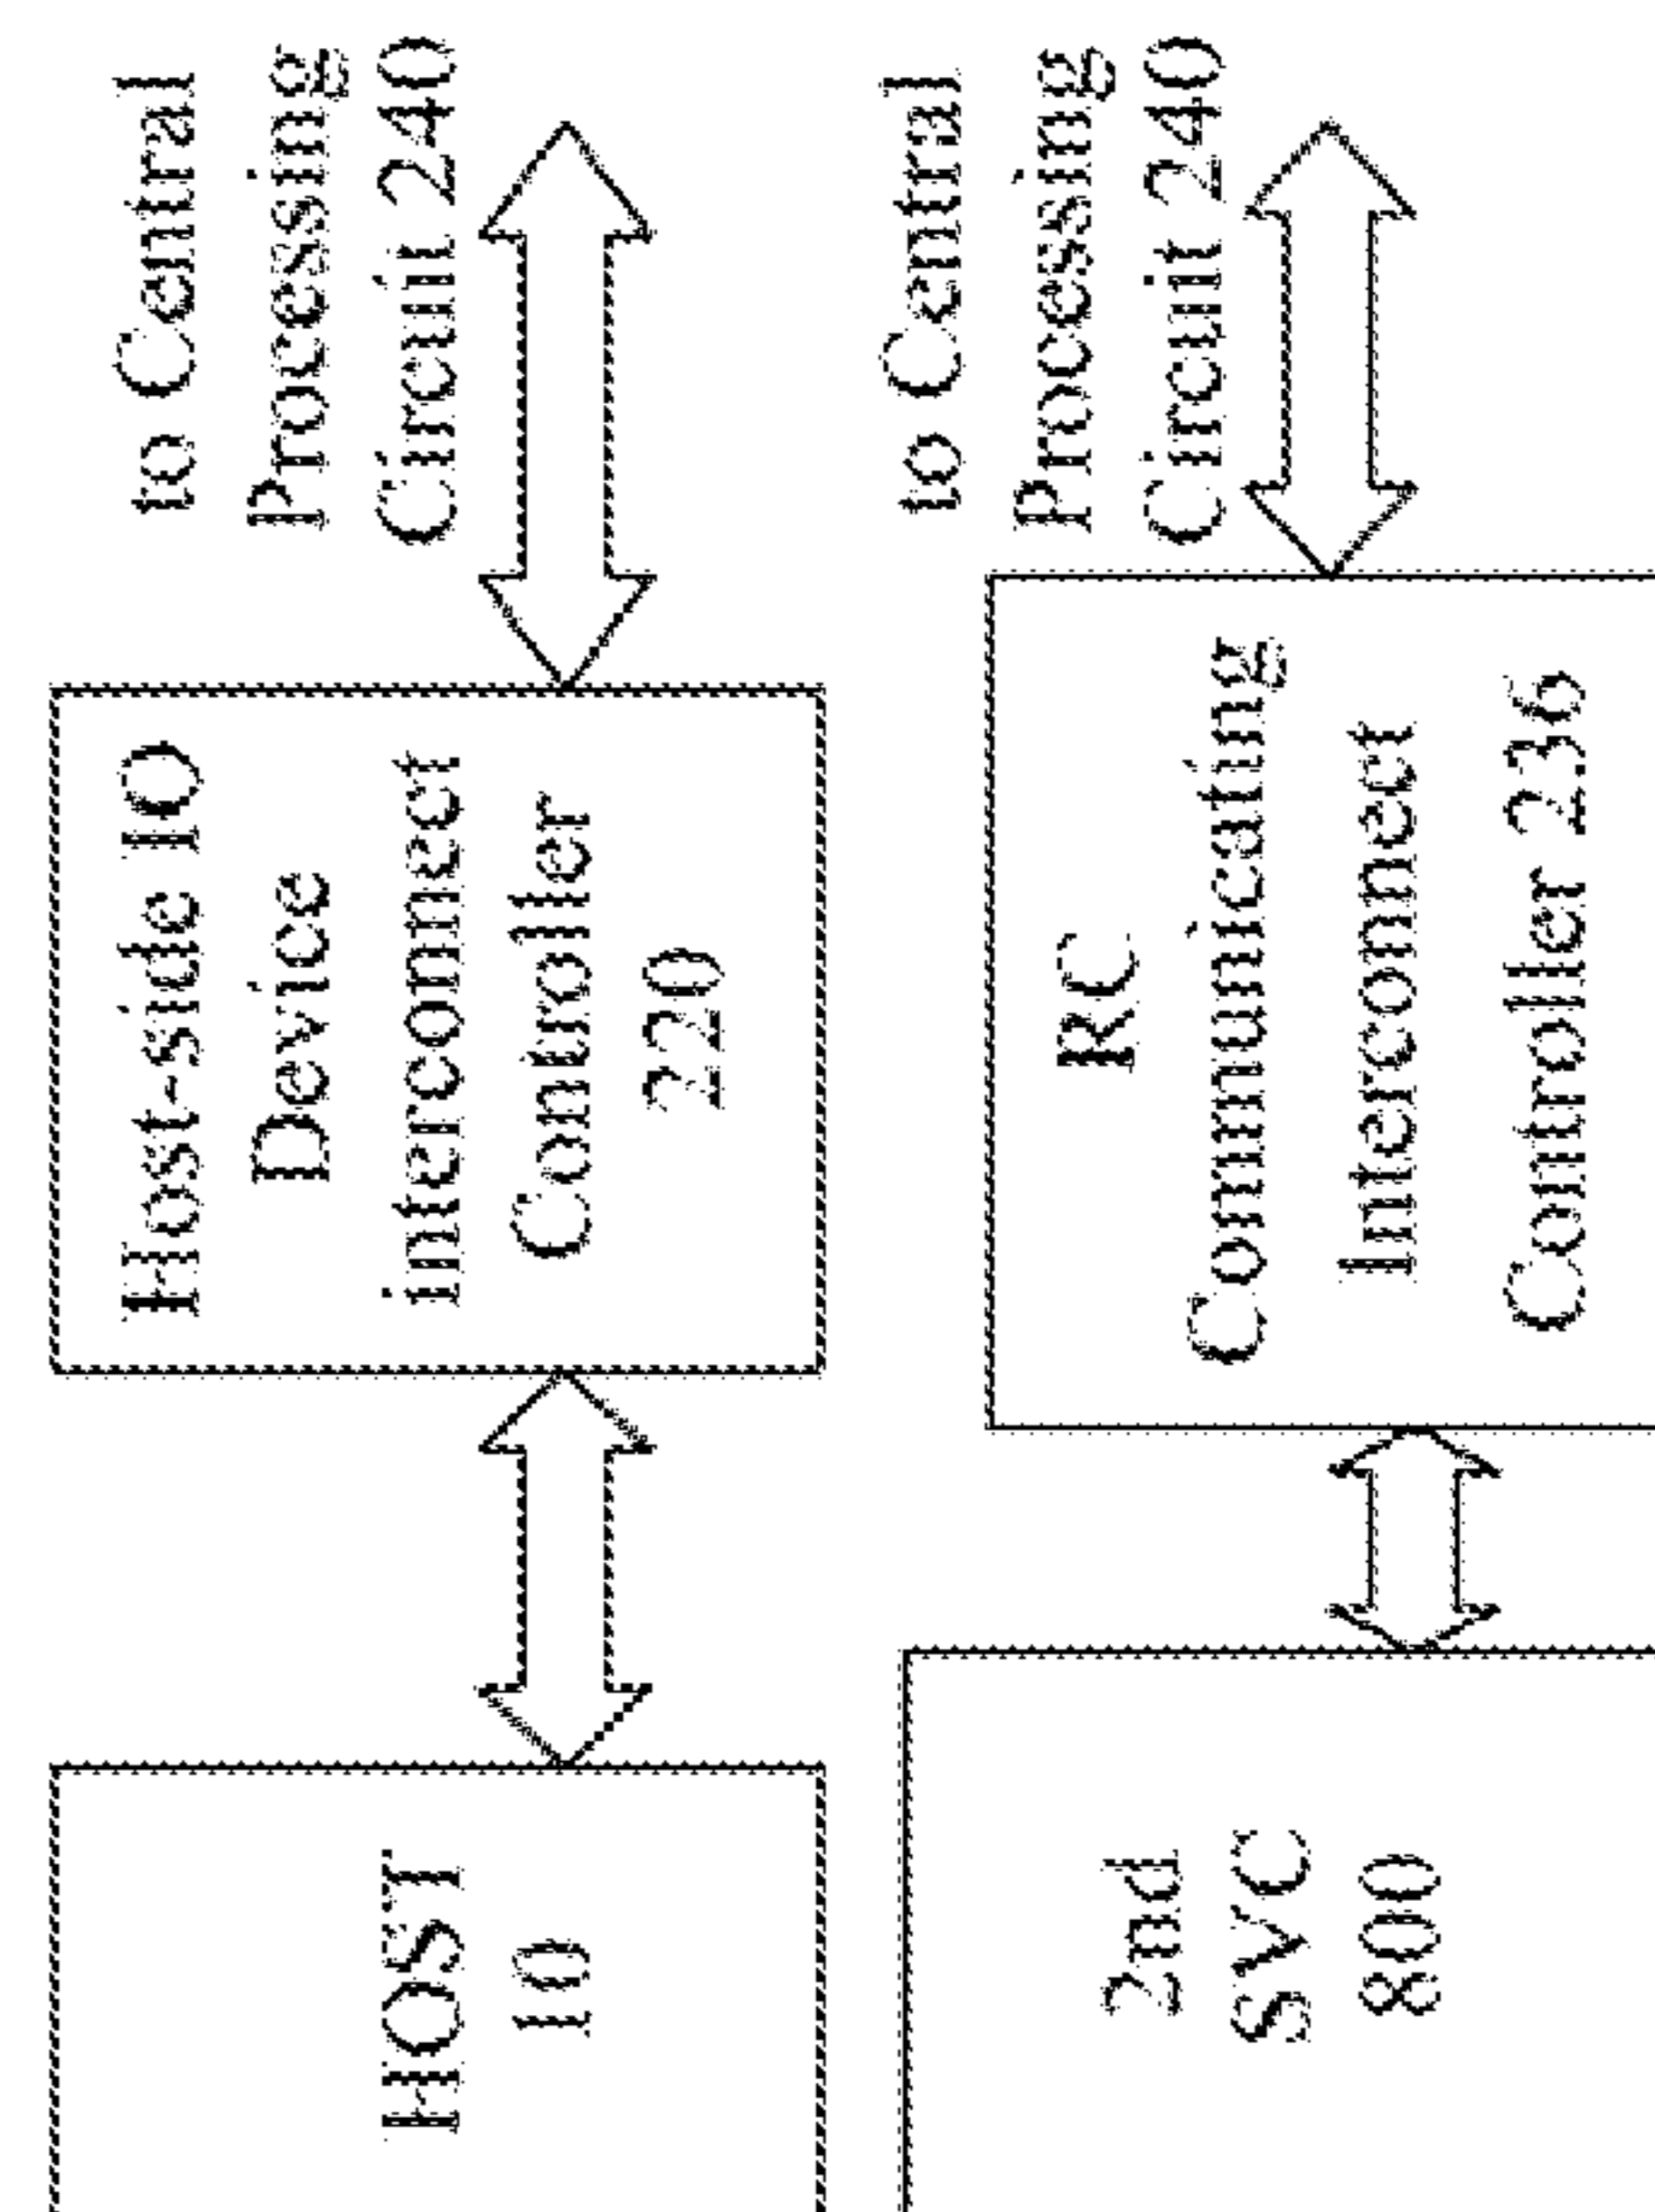 HOST
10
Host-side IO
Device
interconnect
Controller
220
to Central
Processing
Circuit 240
2nd
SVC
800
RC
Communicating
Interconnect
Controller 236
to Central
Processing
Circuit 240